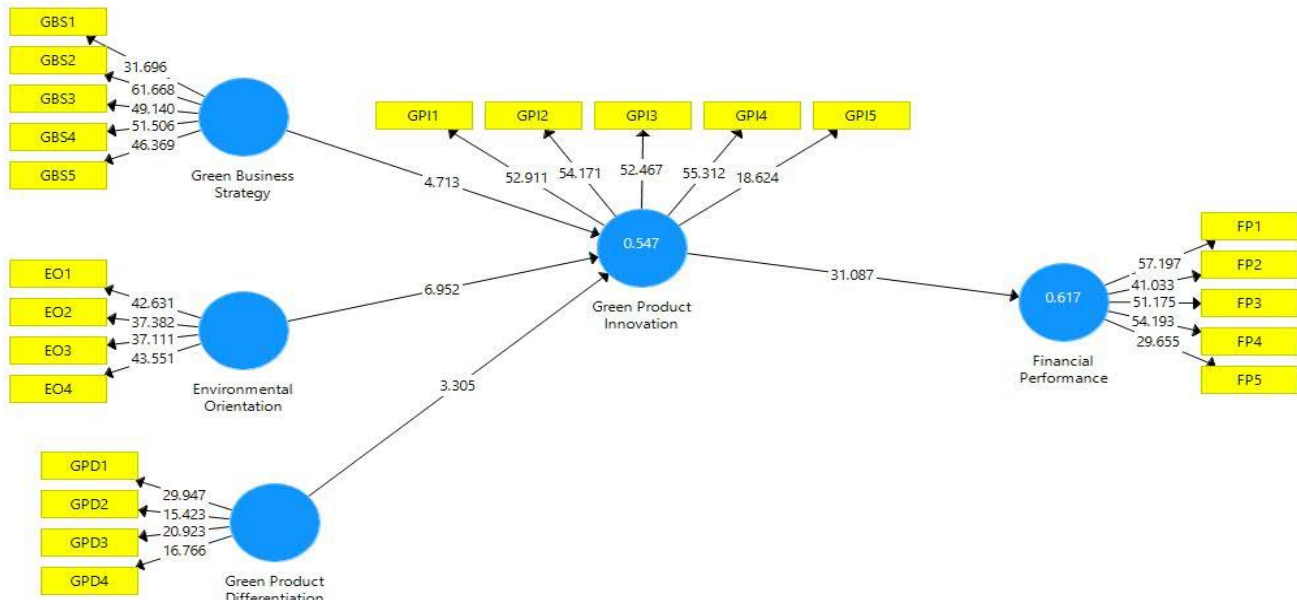 GBS1
GBS2
GBS3
GBS4
GBS5
31.696
61.668
49.140
51.506
46.369
Green Business
Strategy
4.713
GPI1
GPI2
GPI3
GPI4
GPI5
52.911
54.171
52.467
55.312
18.624
0.547
Green Product
Innovation
EO1
EO2
EO3
EO4
42.631
37.382
37.111
43.551
Environmental
Orientation
6.952
GPD1
GPD2
GPD3
GPD4
29.947
15.423
20.923
16.766
Green Product
Differentiation
3.305
31.087
0.617
Financial
Performance
FP1
FP2
FP3
FP4
FP5
57.197
41.033
51.175
54.193
29.655